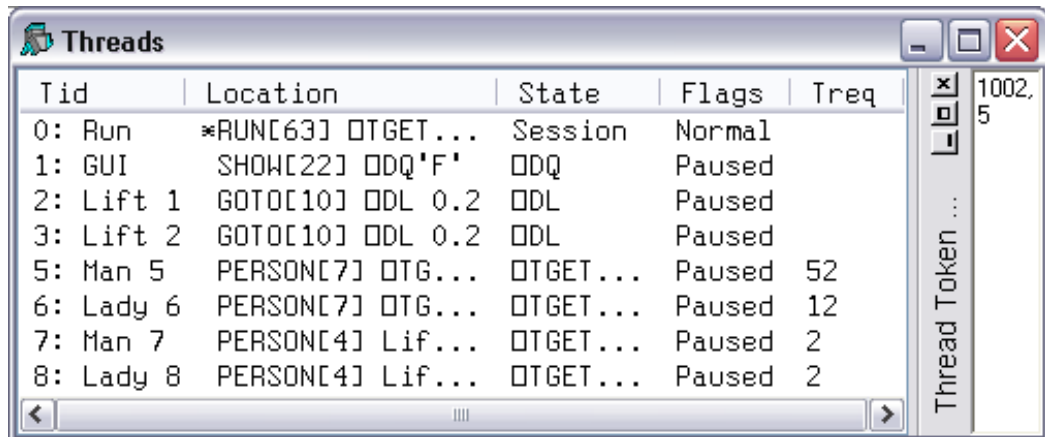 Threads
Tid Location State Flags Treq
0: Run *RUN[63] ⎕TGET... Session Normal
1: GUI SHOW[22] ⎕DQ'F' ⎕DQ Paused
2: Lift 1 GOTO[10] ⎕DL 0.2 ⎕DL Paused
3: Lift 2 GOTO[10] ⎕DL 0.2 ⎕DL Paused
5: Man 5 PERSON[7] ⎕TG... ⎕TGET... Paused 52
6: Lady 6 PERSON[7] ⎕TG... ⎕TGET... Paused 12
7: Man 7 PERSON[4] Lif... ⎕TGET... Paused 2
8: Lady 8 PERSON[4] Lif... ⎕TGET... Paused 2
Thread Token ...
1002,
5